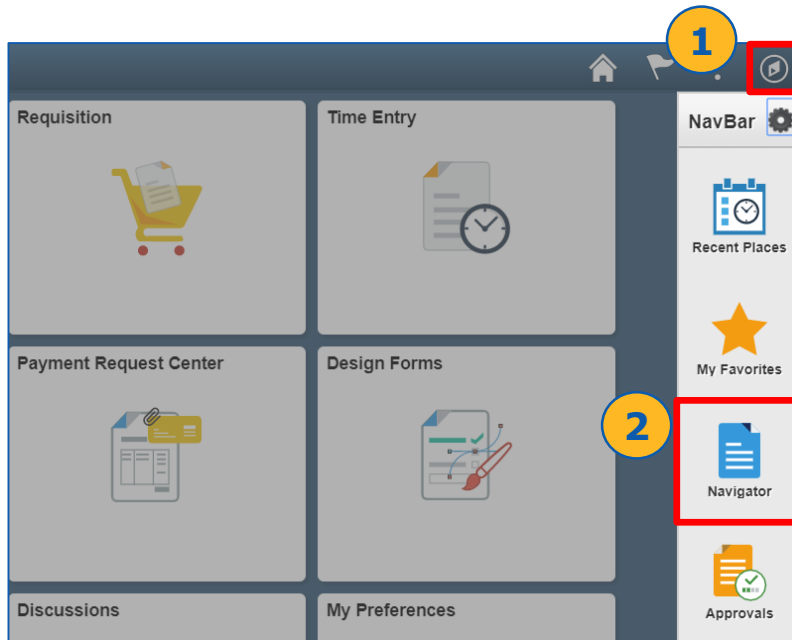 1
Requisition
Time Entry
NavBar
Recent Places
My Favorites
Payment Request Center
Design Forms
2
Navigator
Approvals
Discussions
My Preferences